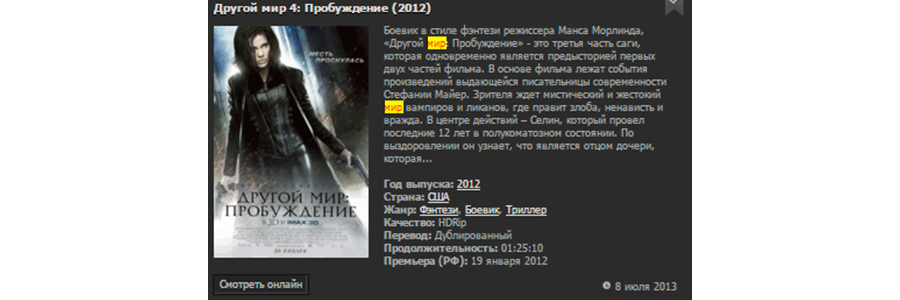 Другой мир 4: Пробуждение (2012)
Боевик в стиле фэнтези режиссера Манса Морлинда,
«Другой мир: Пробуждение» - это третья часть саги,
которая одновременно является предысторией первых
двух частей фильма. В основе фильма лежат события
произведений выдающейся писательницы современности
Стефании Майер. Зрителя ждет мистический и жестокий
мир вампиров и ликанов, где правит злоба, ненависть и
вражда. В центре действий – Селин, который провел
последние 12 лет в полукоматозном состоянии. По
выздоровлении он узнает, что является отцом дочери,
которая...
Год выпуска: 2012
Страна: США
Жанр: Фэнтези, Боевик, Триллер
Качество: HDRip
Перевод: Дублированный
Продолжительность: 01:25:10
Премьера (РФ): 19 января 2012
МЕСТЬ
ПРОСНУЛАСЬ
ДРУГОЙ МИР:
ПРОБУЖДЕНИЕ
IMAX 3D
Смотреть онлайн
8 июля 2013